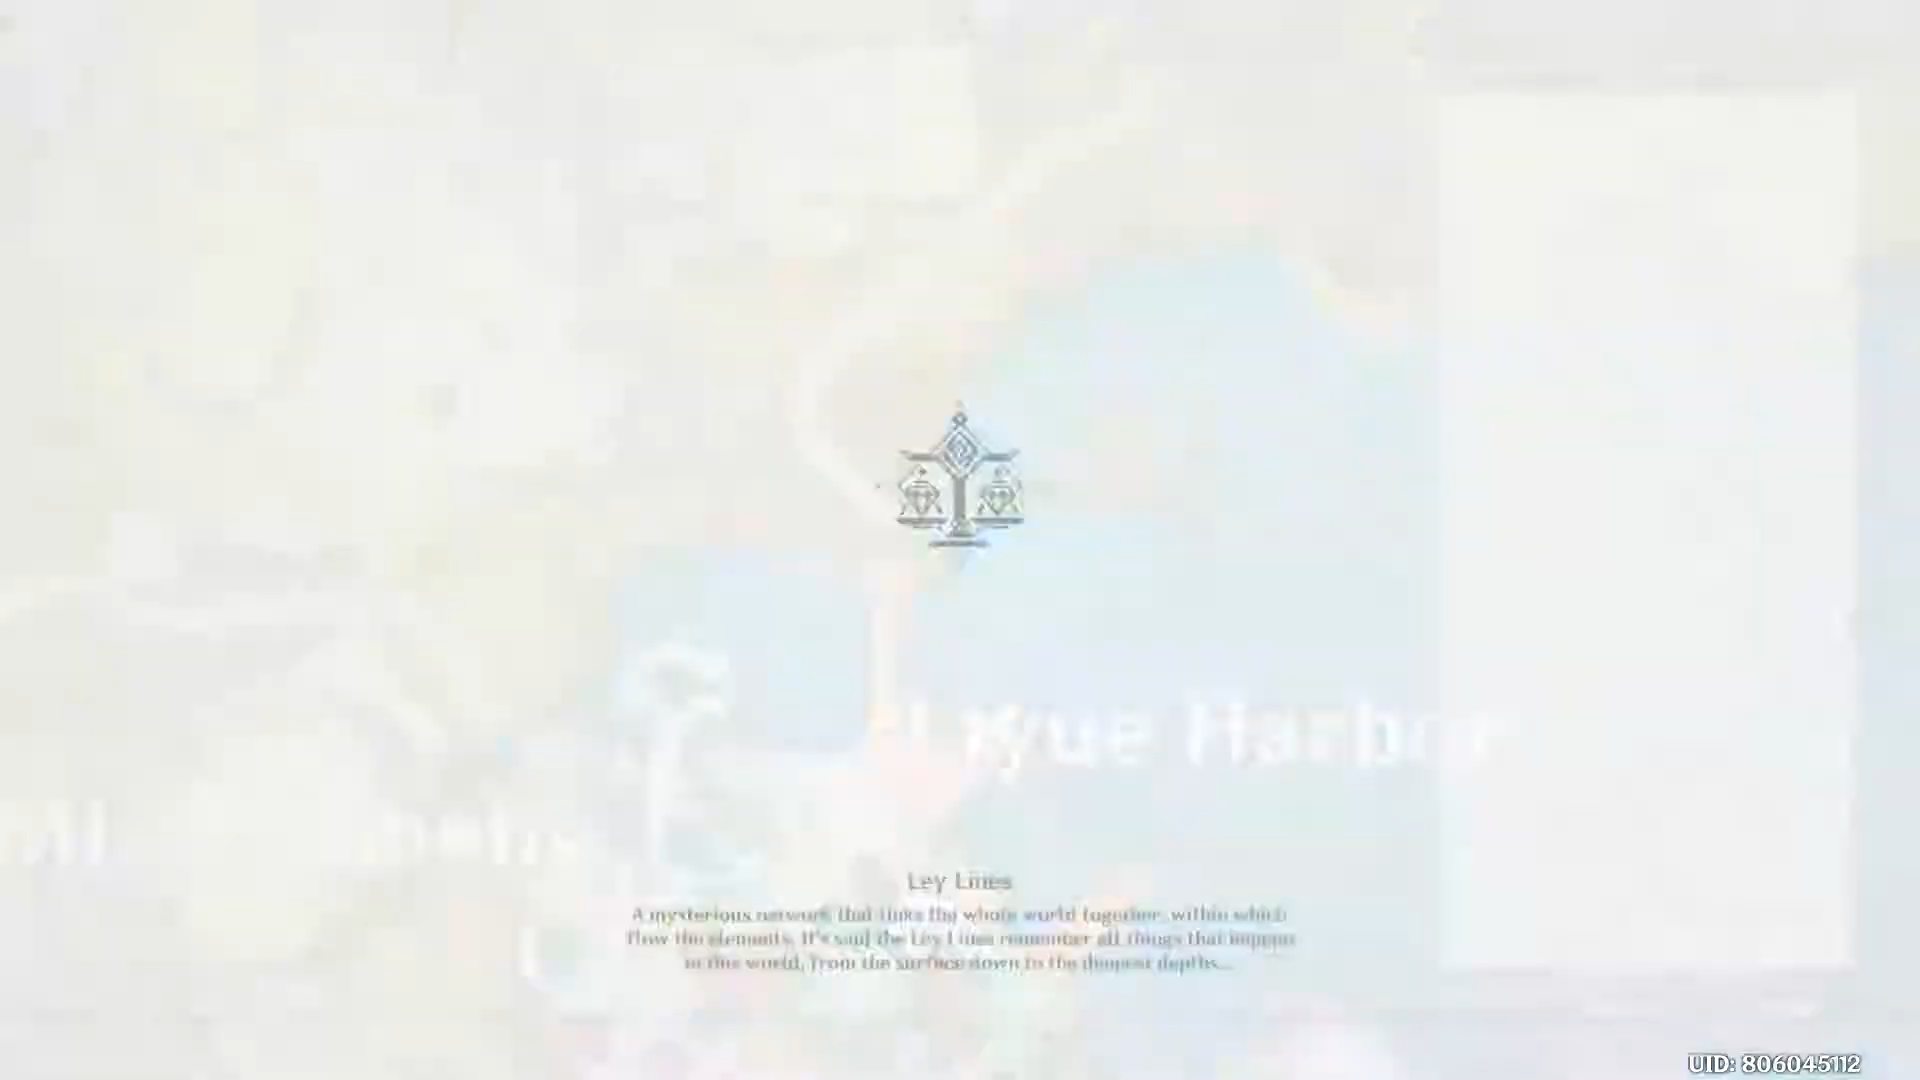 Liyue Harbor
Ley Lines
A mysterious network that links the whole world together, within which
flow the elements. It's said the Ley Lines remember all things that happen
in this world, from the surface down to the deepest depths...
UID: 806045112